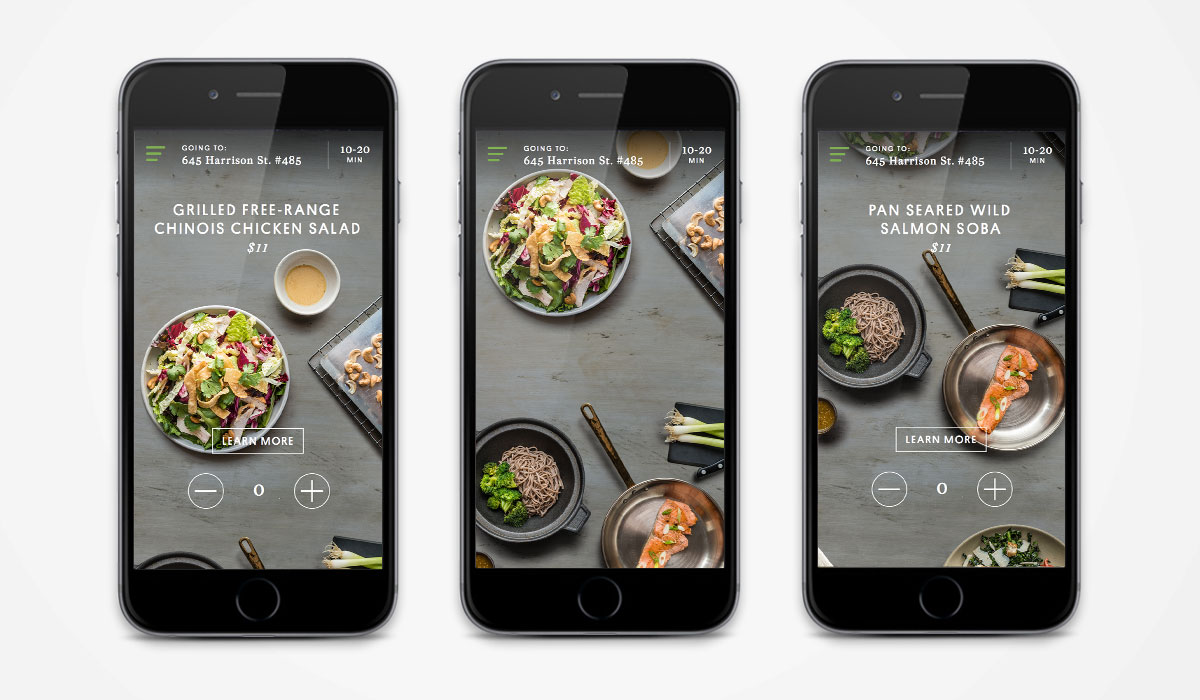 GOING TO:
645 Harrison St. #485
10-20
MIN
GRILLED FREE-RANGE
CHINOIS CHICKEN SALAD
$11
LEARN MORE
0
GOING TO:
645 Harrison St. #485
10-20
MIN
GOING TO:
645 Harrison St. #485
10-20
MIN
PAN SEARED WILD
SALMON SOBA
$11
LEARN MORE
0